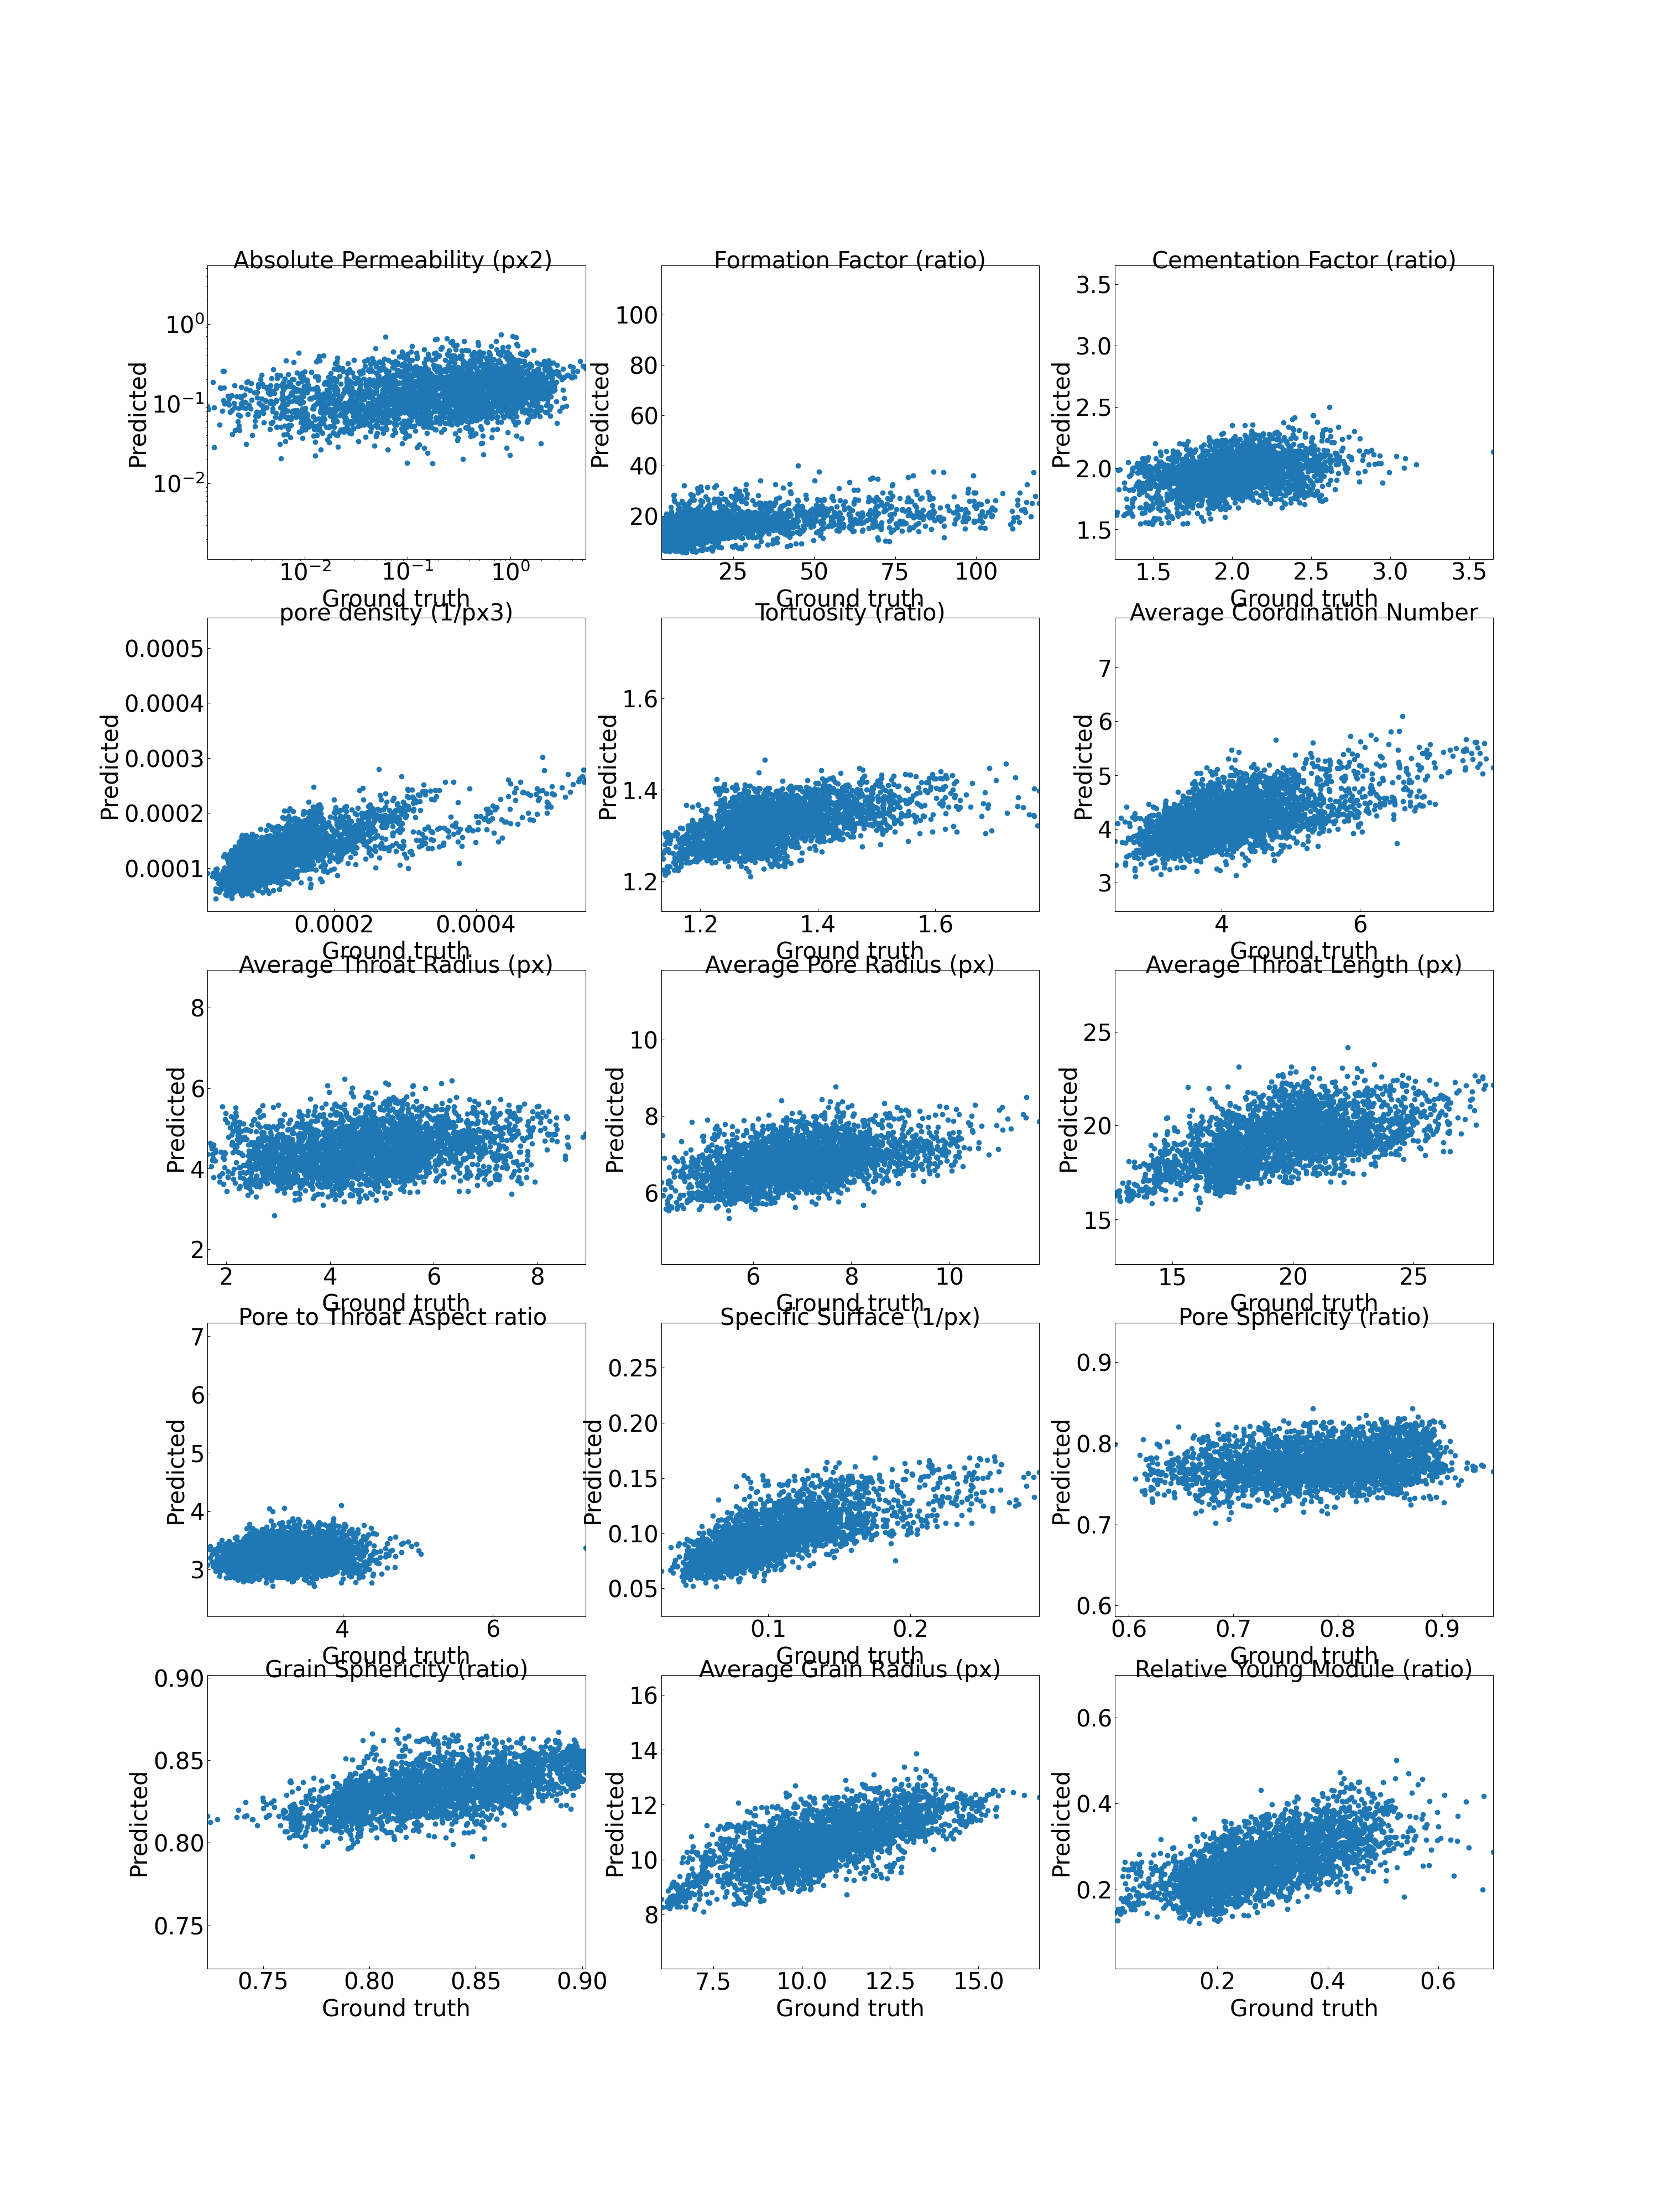 Absolute Permeability (px2)
Predicted
10⁰
10⁻¹
10⁻²
10⁻² 10⁻¹ 10⁰
Ground truth
Formation Factor (ratio)
Predicted
100
80
60
40
20
25 50 75 100
Ground truth
Cementation Factor (ratio)
Predicted
3.5
3.0
2.5
2.0
1.5
1.5 2.0 2.5 3.0 3.5
Ground truth
pore density (1/px3)
Predicted
0.0005
0.0004
0.0003
0.0002
0.0001
0.0002 0.0004
Ground truth
Tortuosity (ratio)
Predicted
1.6
1.4
1.2
1.2 1.4 1.6
Ground truth
Average Coordination Number
Predicted
7
6
5
4
3
4 6
Ground truth
Average Throat Radius (px)
Predicted
8
6
4
2
2 4 6 8
Ground truth
Average Pore Radius (px)
Predicted
10
8
6
6 8 10
Ground truth
Average Throat Length (px)
Predicted
25
20
15
15 20 25
Ground truth
Pore to Throat Aspect ratio
Predicted
7
6
5
4
3
4 6
Ground truth
Specific Surface (1/px)
Predicted
0.25
0.20
0.15
0.10
0.05
0.1 0.2
Ground truth
Pore Sphericity (ratio)
Predicted
0.9
0.8
0.7
0.6
0.6 0.7 0.8 0.9
Ground truth
Grain Sphericity (ratio)
Predicted
0.90
0.85
0.80
0.75
0.75 0.80 0.85 0.90
Ground truth
Average Grain Radius (px)
Predicted
16
14
12
10
8
7.5 10.0 12.5 15.0
Ground truth
Relative Young Module (ratio)
Predicted
0.6
0.4
0.2
0.2 0.4 0.6
Ground truth